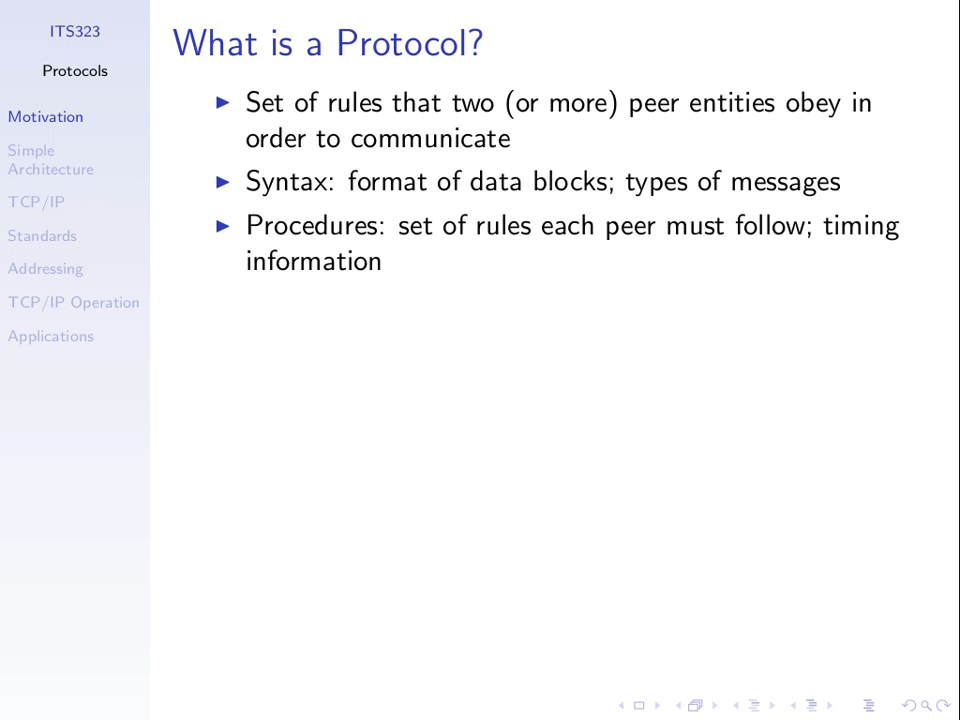 ITS323
Protocols
Motivation
Simple
Architecture
TCP/IP
Standards
Addressing
TCP/IP Operation
Applications
What is a Protocol?
Set of rules that two (or more) peer entities obey in
order to communicate
Syntax: format of data blocks; types of messages
Procedures: set of rules each peer must follow; timing
information